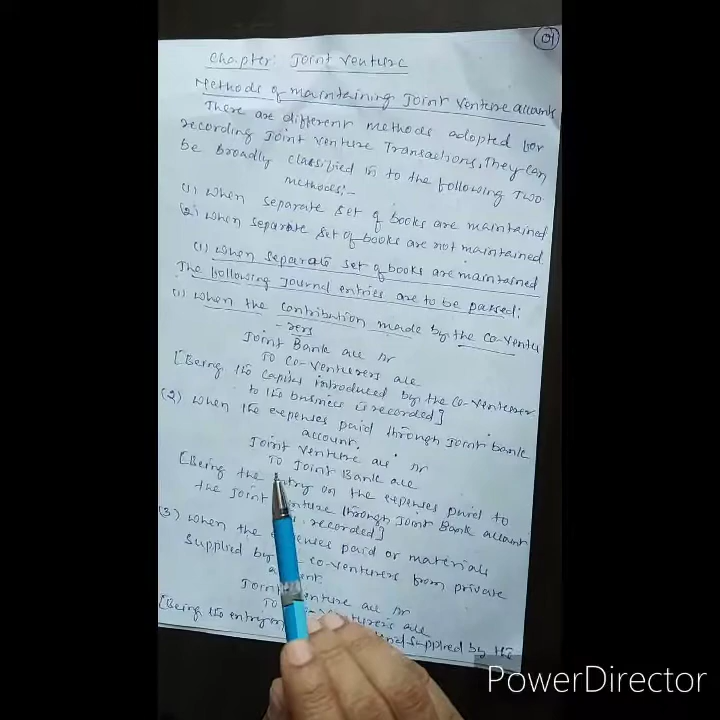 01
Chapter: Joint Venture
Methods of maintaining Joint Venture accounts
There are different methods adopted for
recording Joint Venture Transactions. They can
be broadly classified in to the following Two
methods:-
(1) When separate set of books are maintained
(2) When separate set of books are not maintained
(1) When separate set of books are maintained
The following Journal entries are to be passed:
(1) When the contribution made by the co-ventu
-rers
Joint Bank a/c Dr
To Co-Venturers a/c
[Being the capital introduced by the co-venturer
to the business is recorded]
(2) When the expenses paid through Joint bank
account.
Joint Venture a/c Dr
To Joint Bank a/c
[Being the entry on the expenses paid to
the Joint Venture through Joint Bank account
recorded]
(3) When the expenses paid or materials
supplied by co-venturers from private
Joint Venture a/c Dr
To Co-venturers a/c
[Being the entry on supplied by the
PowerDirector